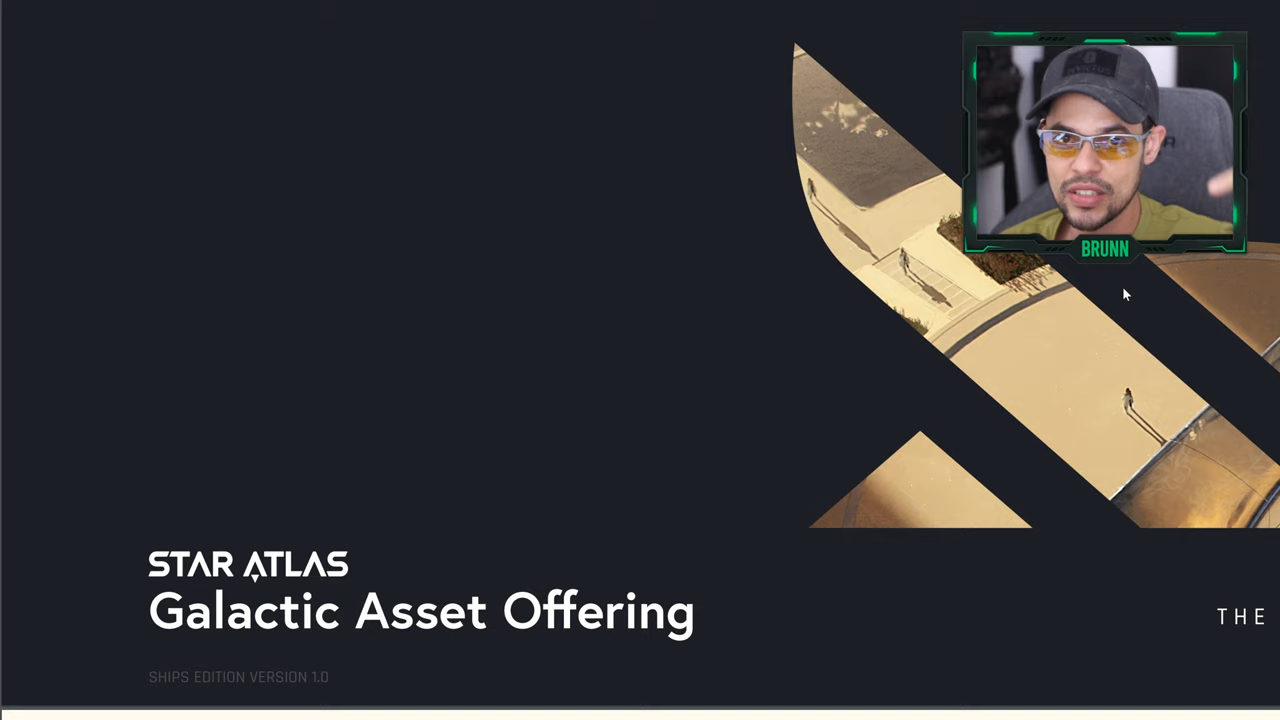 BRUNN
STAR ATLAS
Galactic Asset Offering
THE
SHIPS EDITION VERSION 1.0